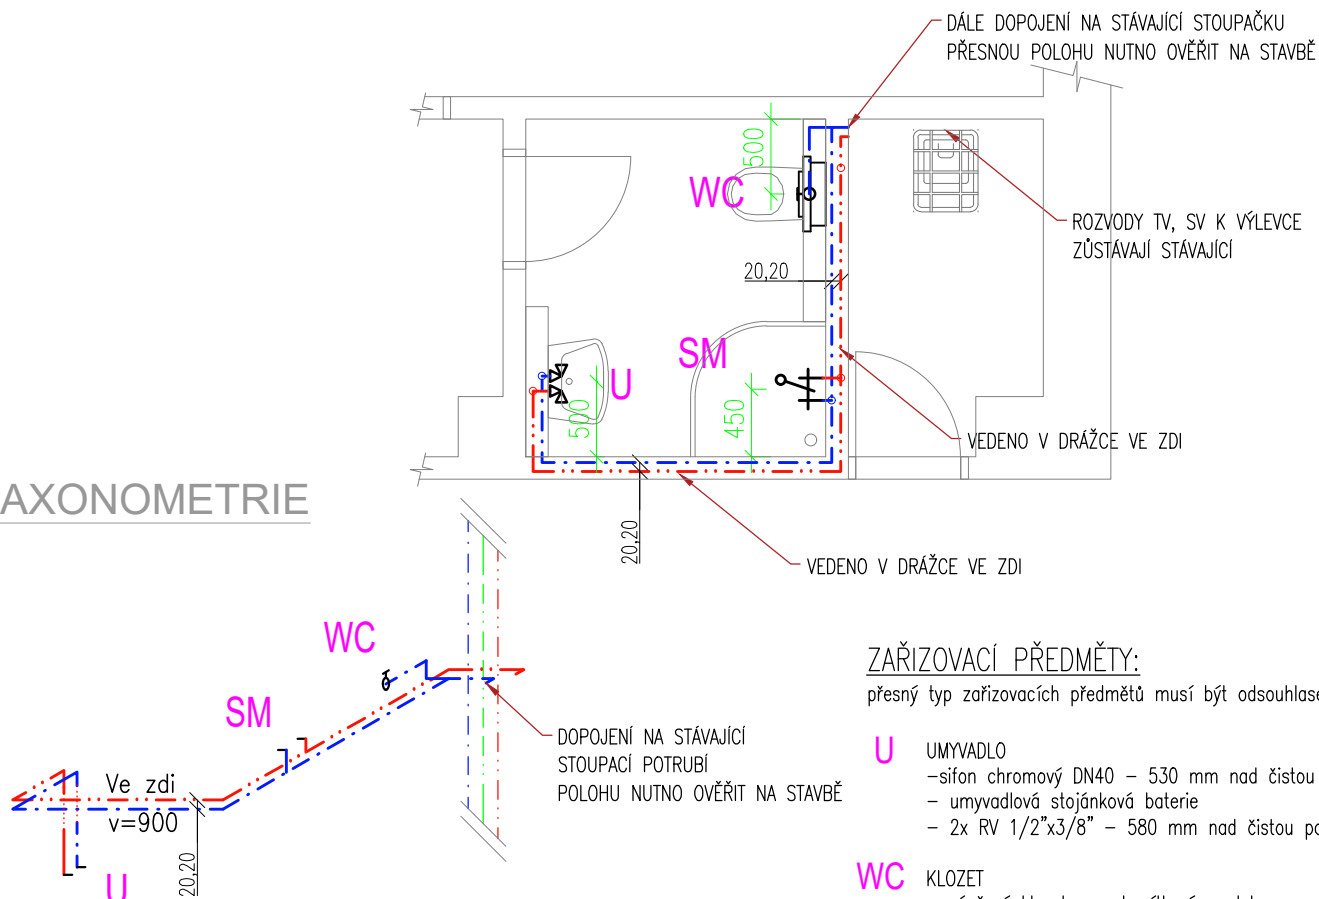 DÁLE DOPOJENÍ NA STÁVAJÍCÍ STOUPAČKU
PŘESNOU POLOHU NUTNO OVĚŘIT NA STAVBĚ
500
WC
ROZVODY TV, SV K VÝLEVCE
ZŮSTÁVAJÍ STÁVAJÍCÍ
20,20
SM
U
500
450
VEDENO V DRÁŽCE VE ZDI
AXONOMETRIE
20,20
VEDENO V DRÁŽCE VE ZDI
WC
SM
DOPOJENÍ NA STÁVAJÍCÍ
STOUPACÍ POTRUBÍ
POLOHU NUTNO OVĚŘIT NA STAVBĚ
Ve zdi
v=900
20,20
U
ZAŘIZOVACÍ PŘEDMĚTY:
přesný typ zařizovacích předmětů musí být odsouhlase
U UMYVADLO
-sifon chromový DN40 - 530 mm nad čistou
- umyvadlová stojánková baterie
- 2x RV 1/2"x3/8" - 580 mm nad čistou po
WC KLOZET